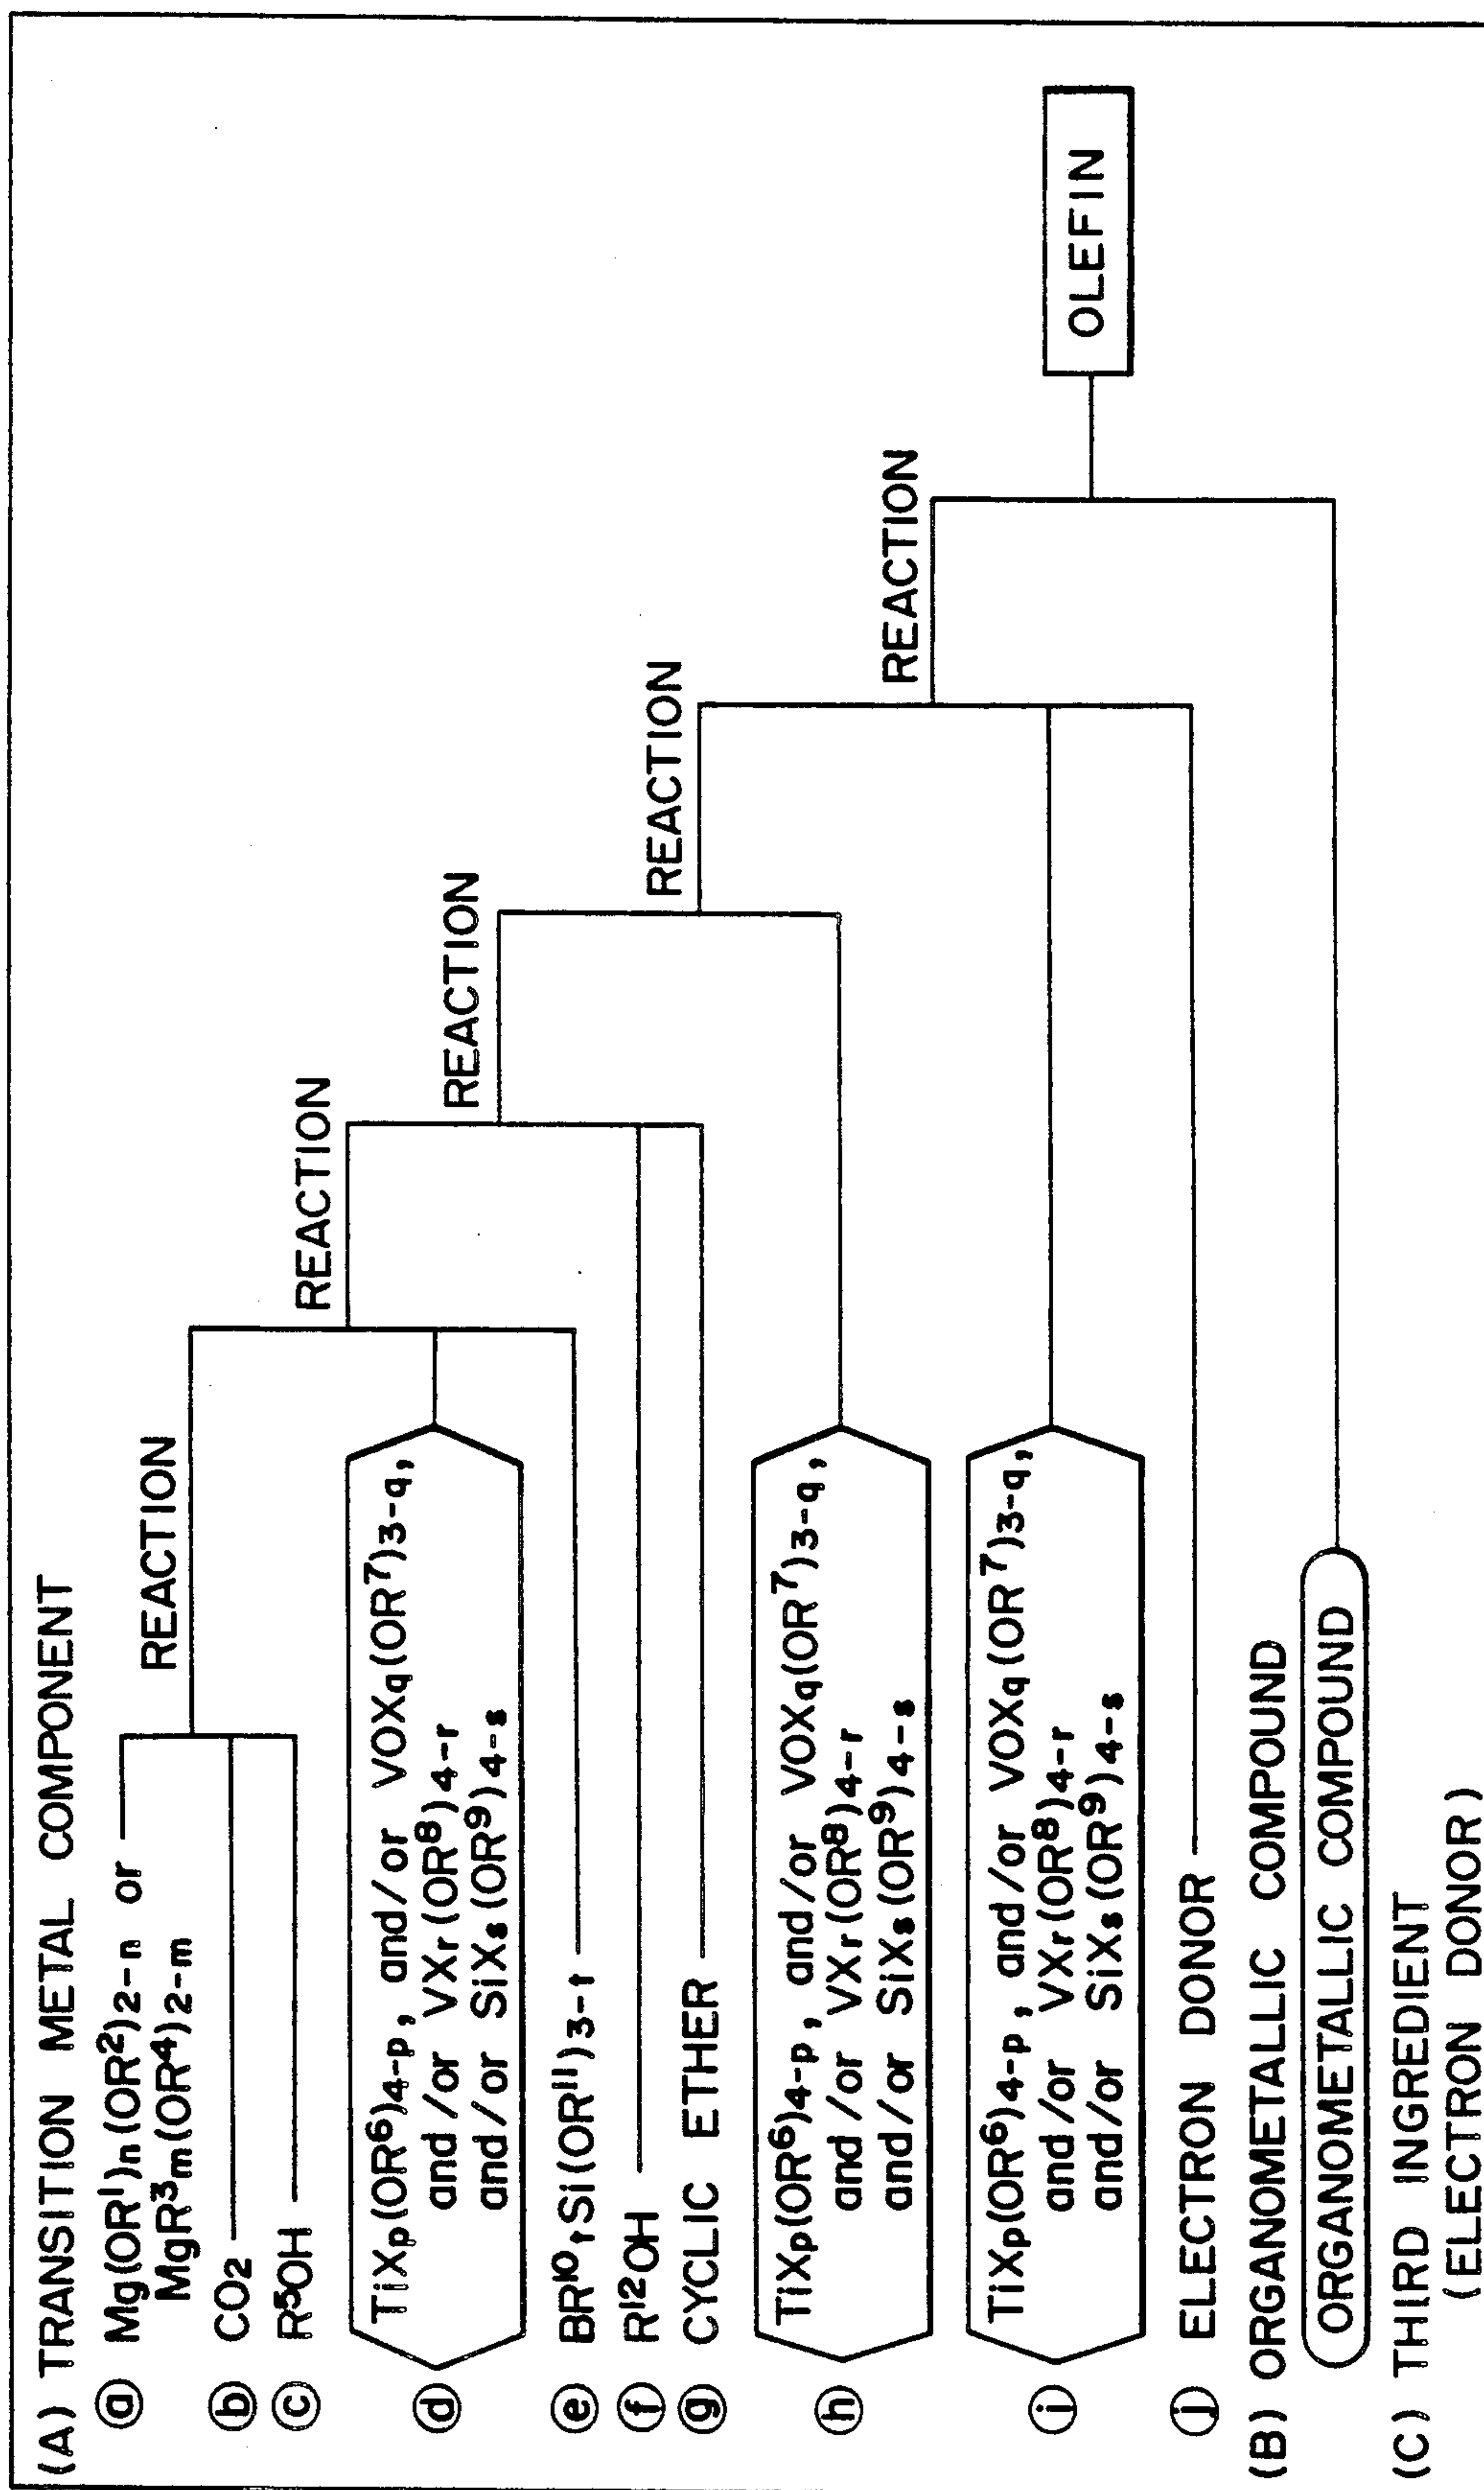 (A) TRANSITION METAL COMPONENT
ⓐ Mg(OR¹)n(OR²)2-n or
MgR³m(OR⁴)2-m
REACTION
ⓑ CO₂
ⓒ R⁵OH
REACTION
ⓓ TiXp(OR⁶)4-p, and/or VOXq(OR⁷)3-q,
and/or VXr(OR⁸)4-r
and/or SiXs(OR⁹)4-s
ⓔ BR¹⁰tSi(OR¹¹)3-t
REACTION
ⓕ R¹²OH
ⓖ CYCLIC ETHER
REACTION
ⓗ TiXp(OR⁶)4-p, and/or VOXq(OR⁷)3-q,
and/or VXr(OR⁸)4-r
and/or SiXs(OR⁹)4-s
REACTION
ⓘ TiXp(OR⁶)4-p, and/or VOXq(OR⁷)3-q,
and/or VXr(OR⁸)4-r
and/or SiXs(OR⁹)4-s
OLEFIN
ⓙ ELECTRON DONOR
(B) ORGANOMETALLIC COMPOUND
ORGANOMETALLIC COMPOUND
(C) THIRD INGREDIENT
(ELECTRON DONOR)